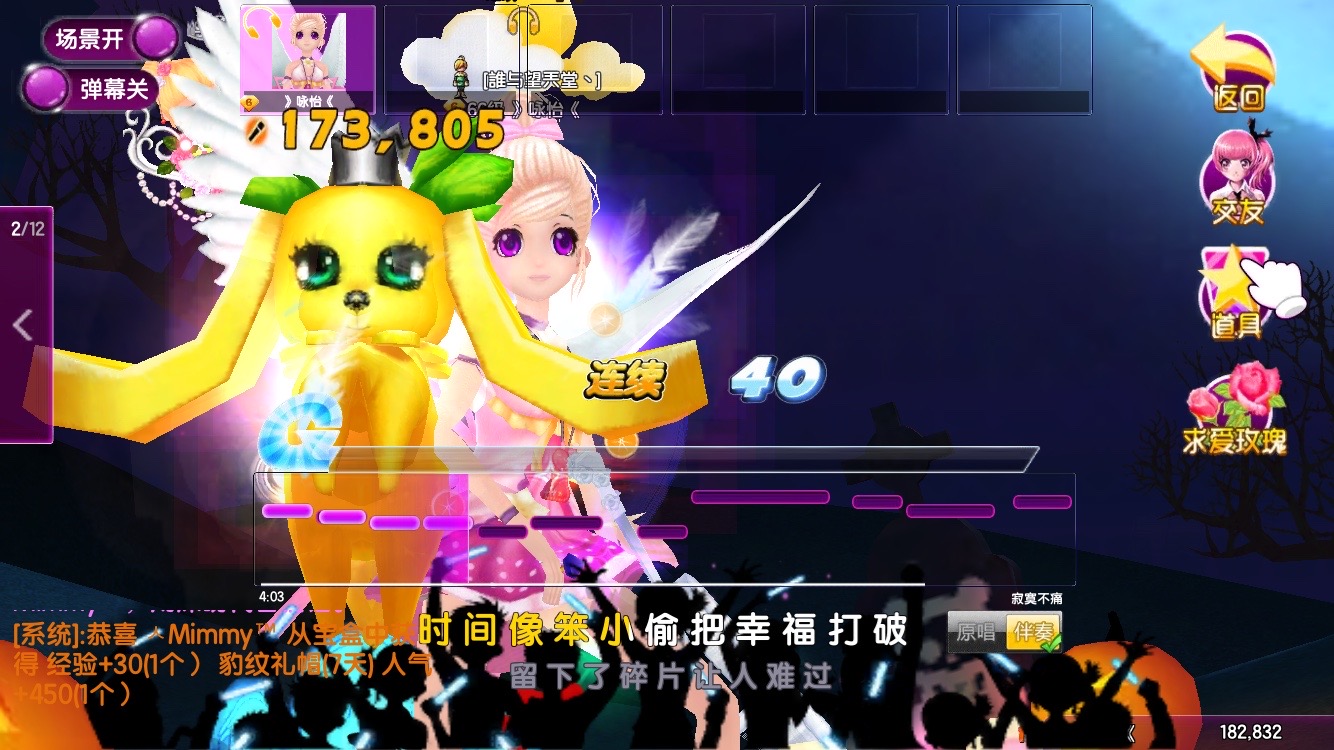 场景开
弹幕关
6
》咏怡《
[誰与望天堂丶]
66级 》咏怡《
173,805
返回
交友
道具
求爱玫瑰
2/12
连续 40
G
4:03
寂寞不痛
时间像笨小偷把幸福打破
原唱 伴奏
留下了碎片让人难过
[系统]:恭喜 Mimmy 从宝盒中获
得 经验+30(1个 ) 豹纹礼帽(7天) 人气
+450(1个 )
182,832